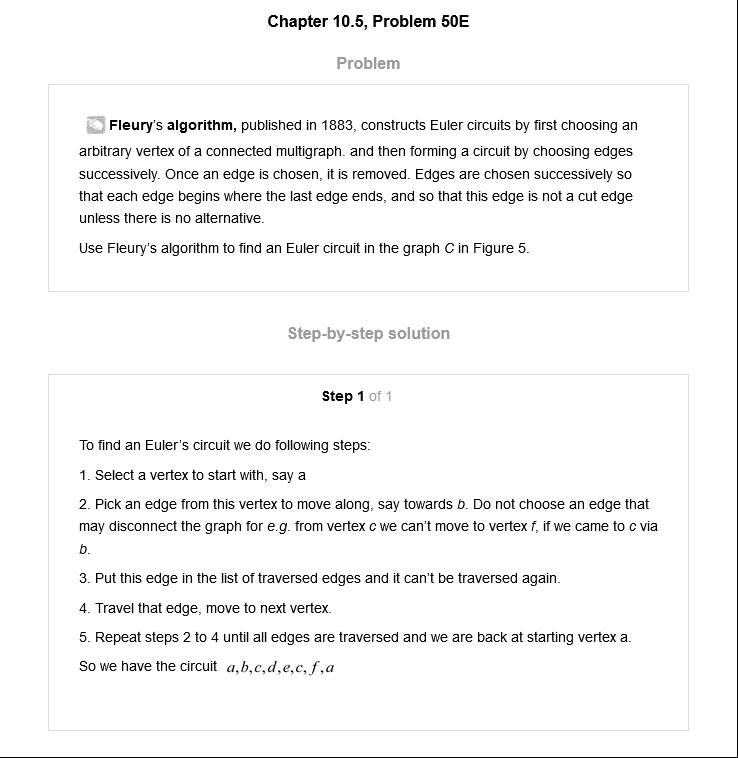 Chapter 10.5, Problem 50E
Problem
Fleury's algorithm, published in 1883, constructs Euler circuits by first choosing an
arbitrary vertex of a connected multigraph. and then forming a circuit by choosing edges
successively. Once an edge is chosen, it is removed. Edges are chosen successively so
that each edge begins where the last edge ends, and so that this edge is not a cut edge
unless there is no alternative.
Use Fleury's algorithm to find an Euler circuit in the graph C in Figure 5.
Step-by-step solution
Step 1 of 1
To find an Euler's circuit we do following steps:
1. Select a vertex to start with, say a
2. Pick an edge from this vertex to move along, say towards b. Do not choose an edge that
may disconnect the graph for e.g. from vertex c we can't move to vertex f, if we came to c via
b.
3. Put this edge in the list of traversed edges and it can't be traversed again.
4. Travel that edge, move to next vertex.
5. Repeat steps 2 to 4 until all edges are traversed and we are back at starting vertex a.
So we have the circuit a,b,c,d,e,c,f,a